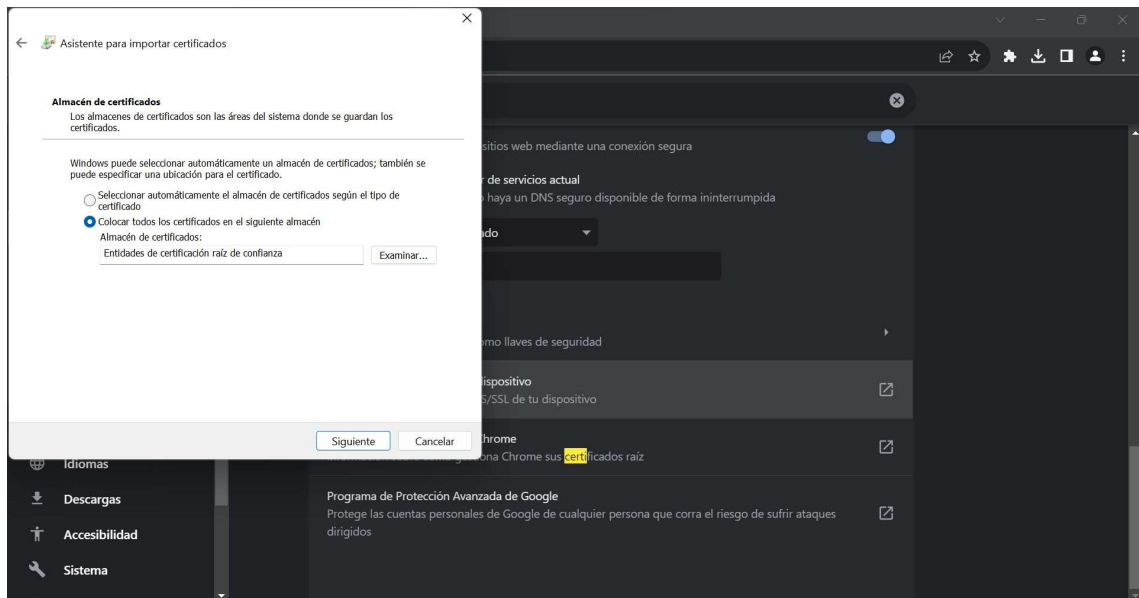 Asistente para importar certificados
Almacén de certificados
Los almacenes de certificados son las áreas del sistema donde se guardan los
certificados.
Windows puede seleccionar automáticamente un almacén de certificados; también se
puede especificar una ubicación para el certificado.
Seleccionar automáticamente el almacén de certificados según el tipo de
certificado
Colocar todos los certificados en el siguiente almacén
Almacén de certificados:
Entidades de certificación raíz de confianza
Examinar...
Siguiente
Cancelar
sitios web mediante una conexión segura
de servicios actual
haya un DNS seguro disponible de forma ininterrumpida
llaves de seguridad
de tu dispositivo
Chrome sus certificados raíz
Programa de Protección Avanzada de Google
Protege las cuentas personales de Google de cualquier persona que corra el riesgo de sufrir ataques
dirigidos
Idiomas
Descargas
Accesibilidad
Sistema